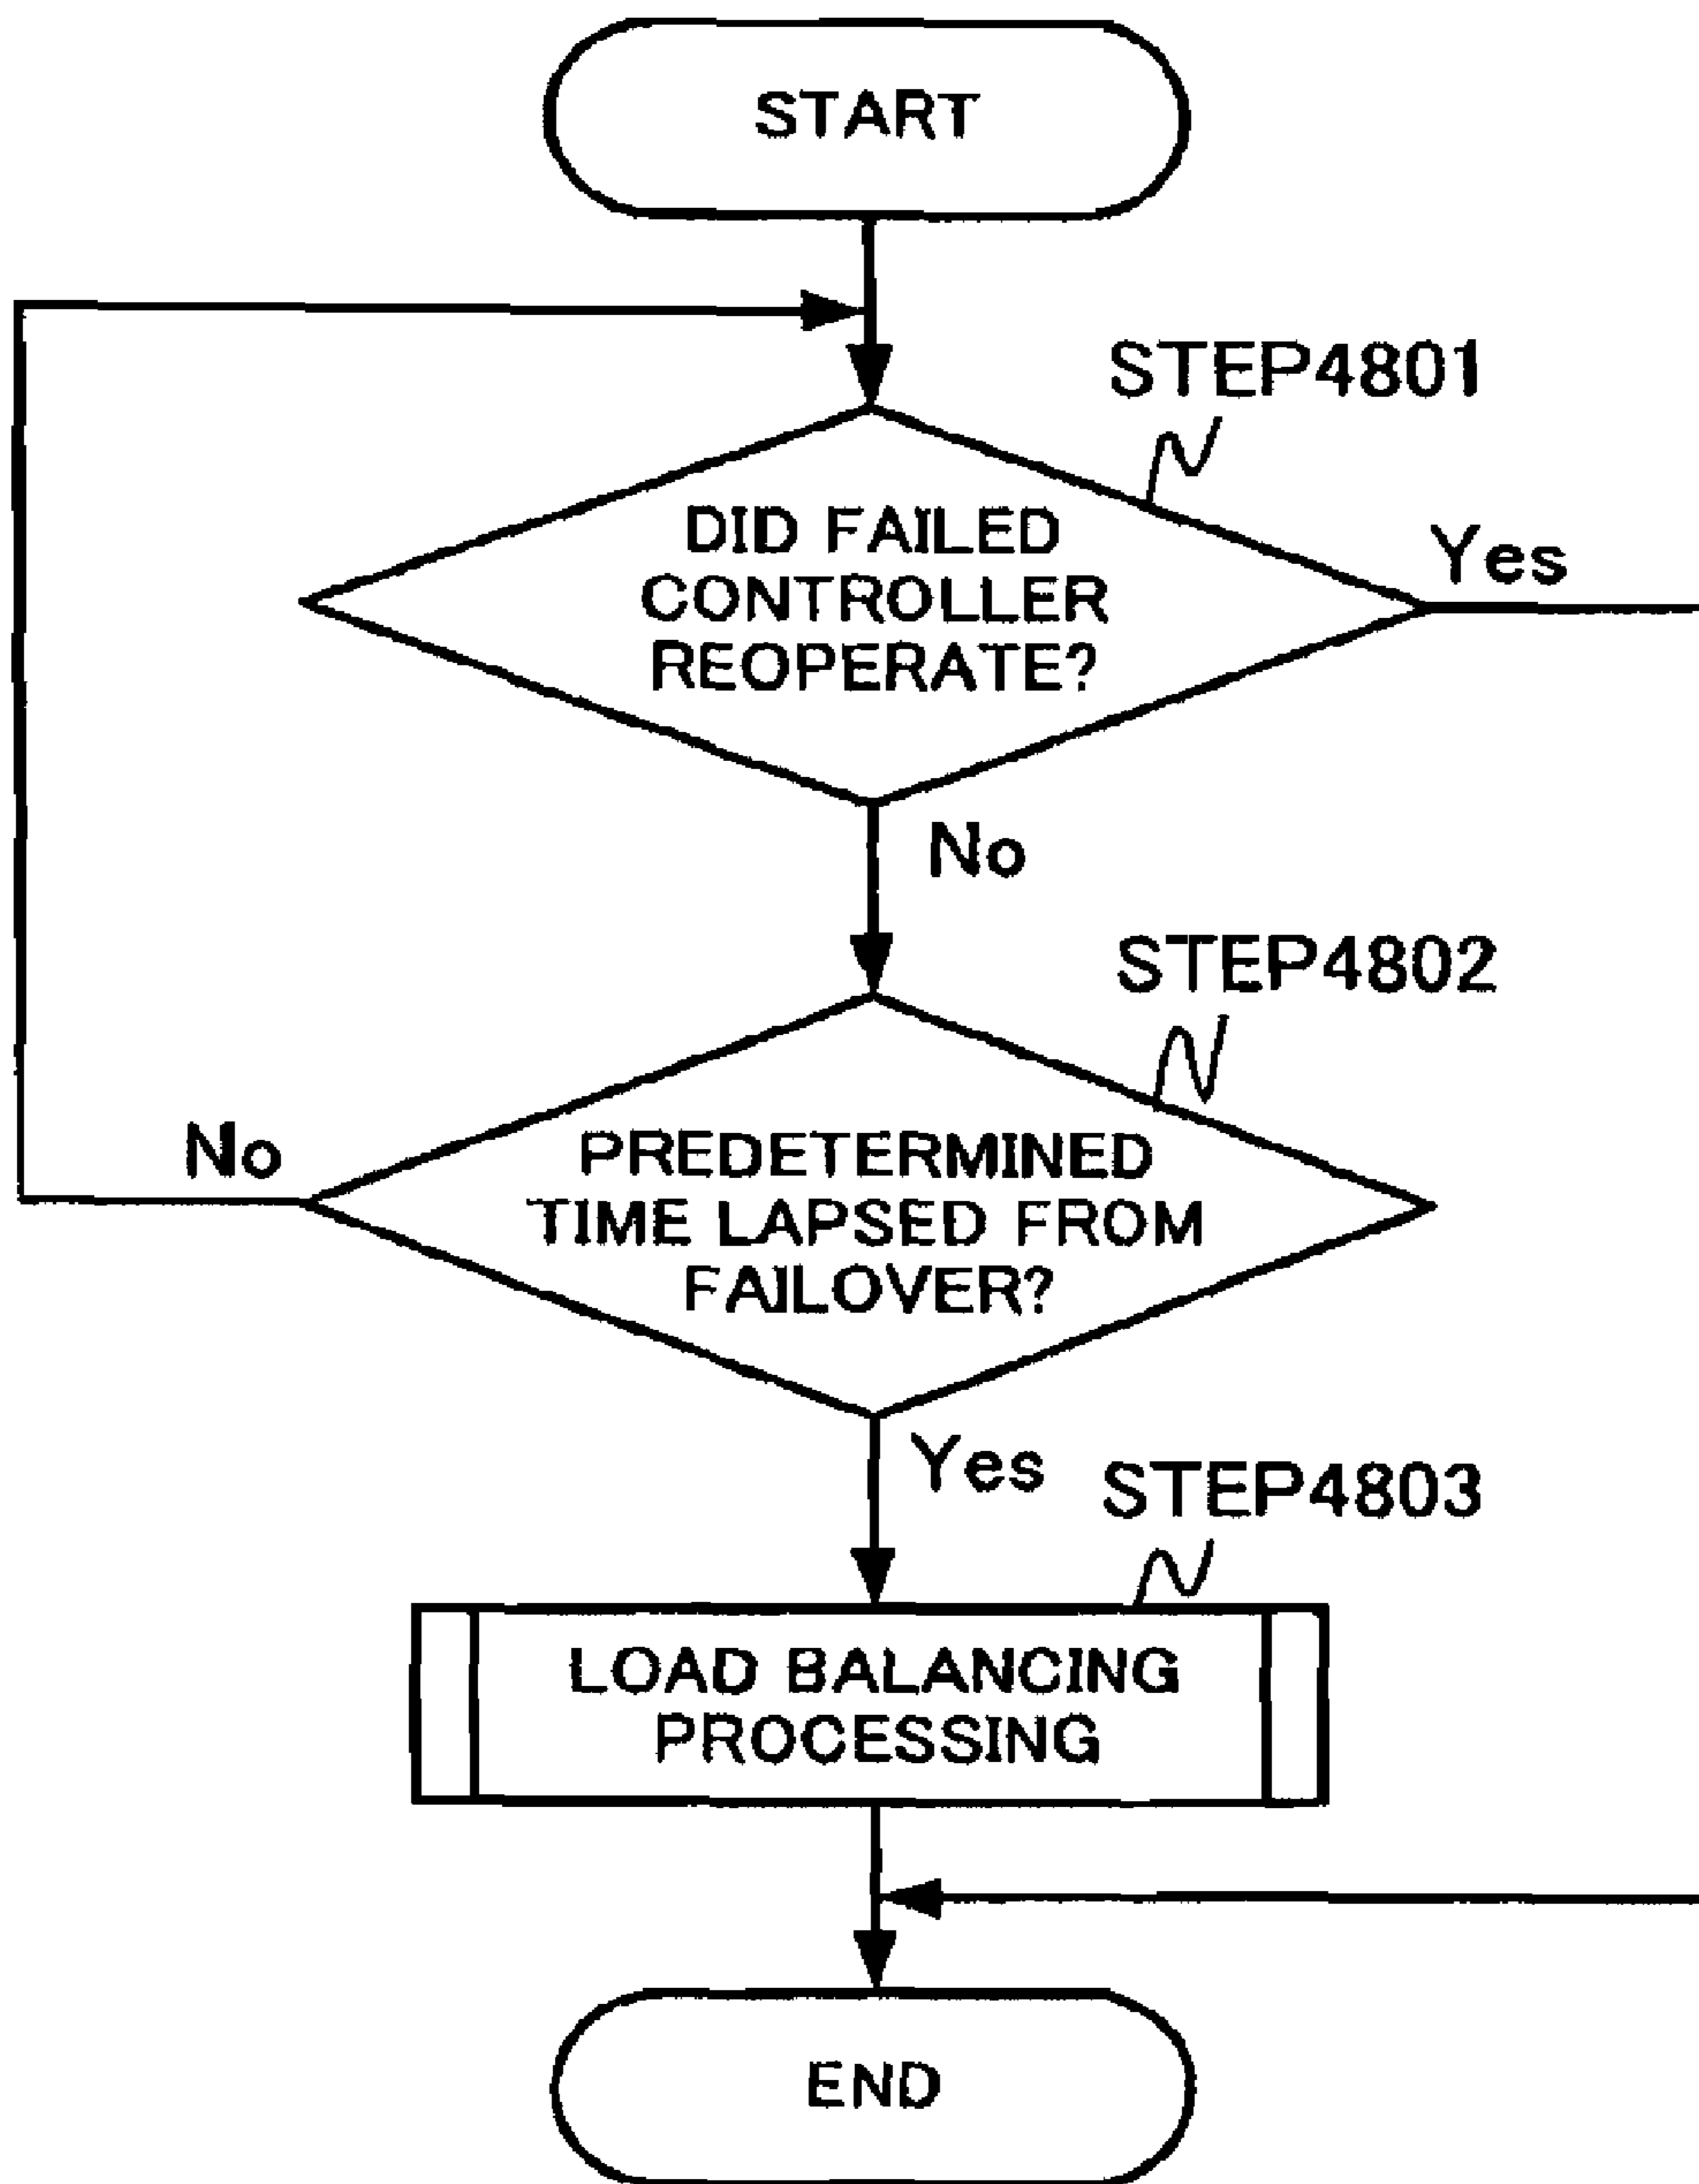 START
STEP4801
DID FAILED
CONTROLLER
REOPERATE?
Yes
No
STEP4802
No
PREDETERMINED
TIME LAPSED FROM
FAILOVER?
Yes
STEP4803
LOAD BALANCING
PROCESSING
END